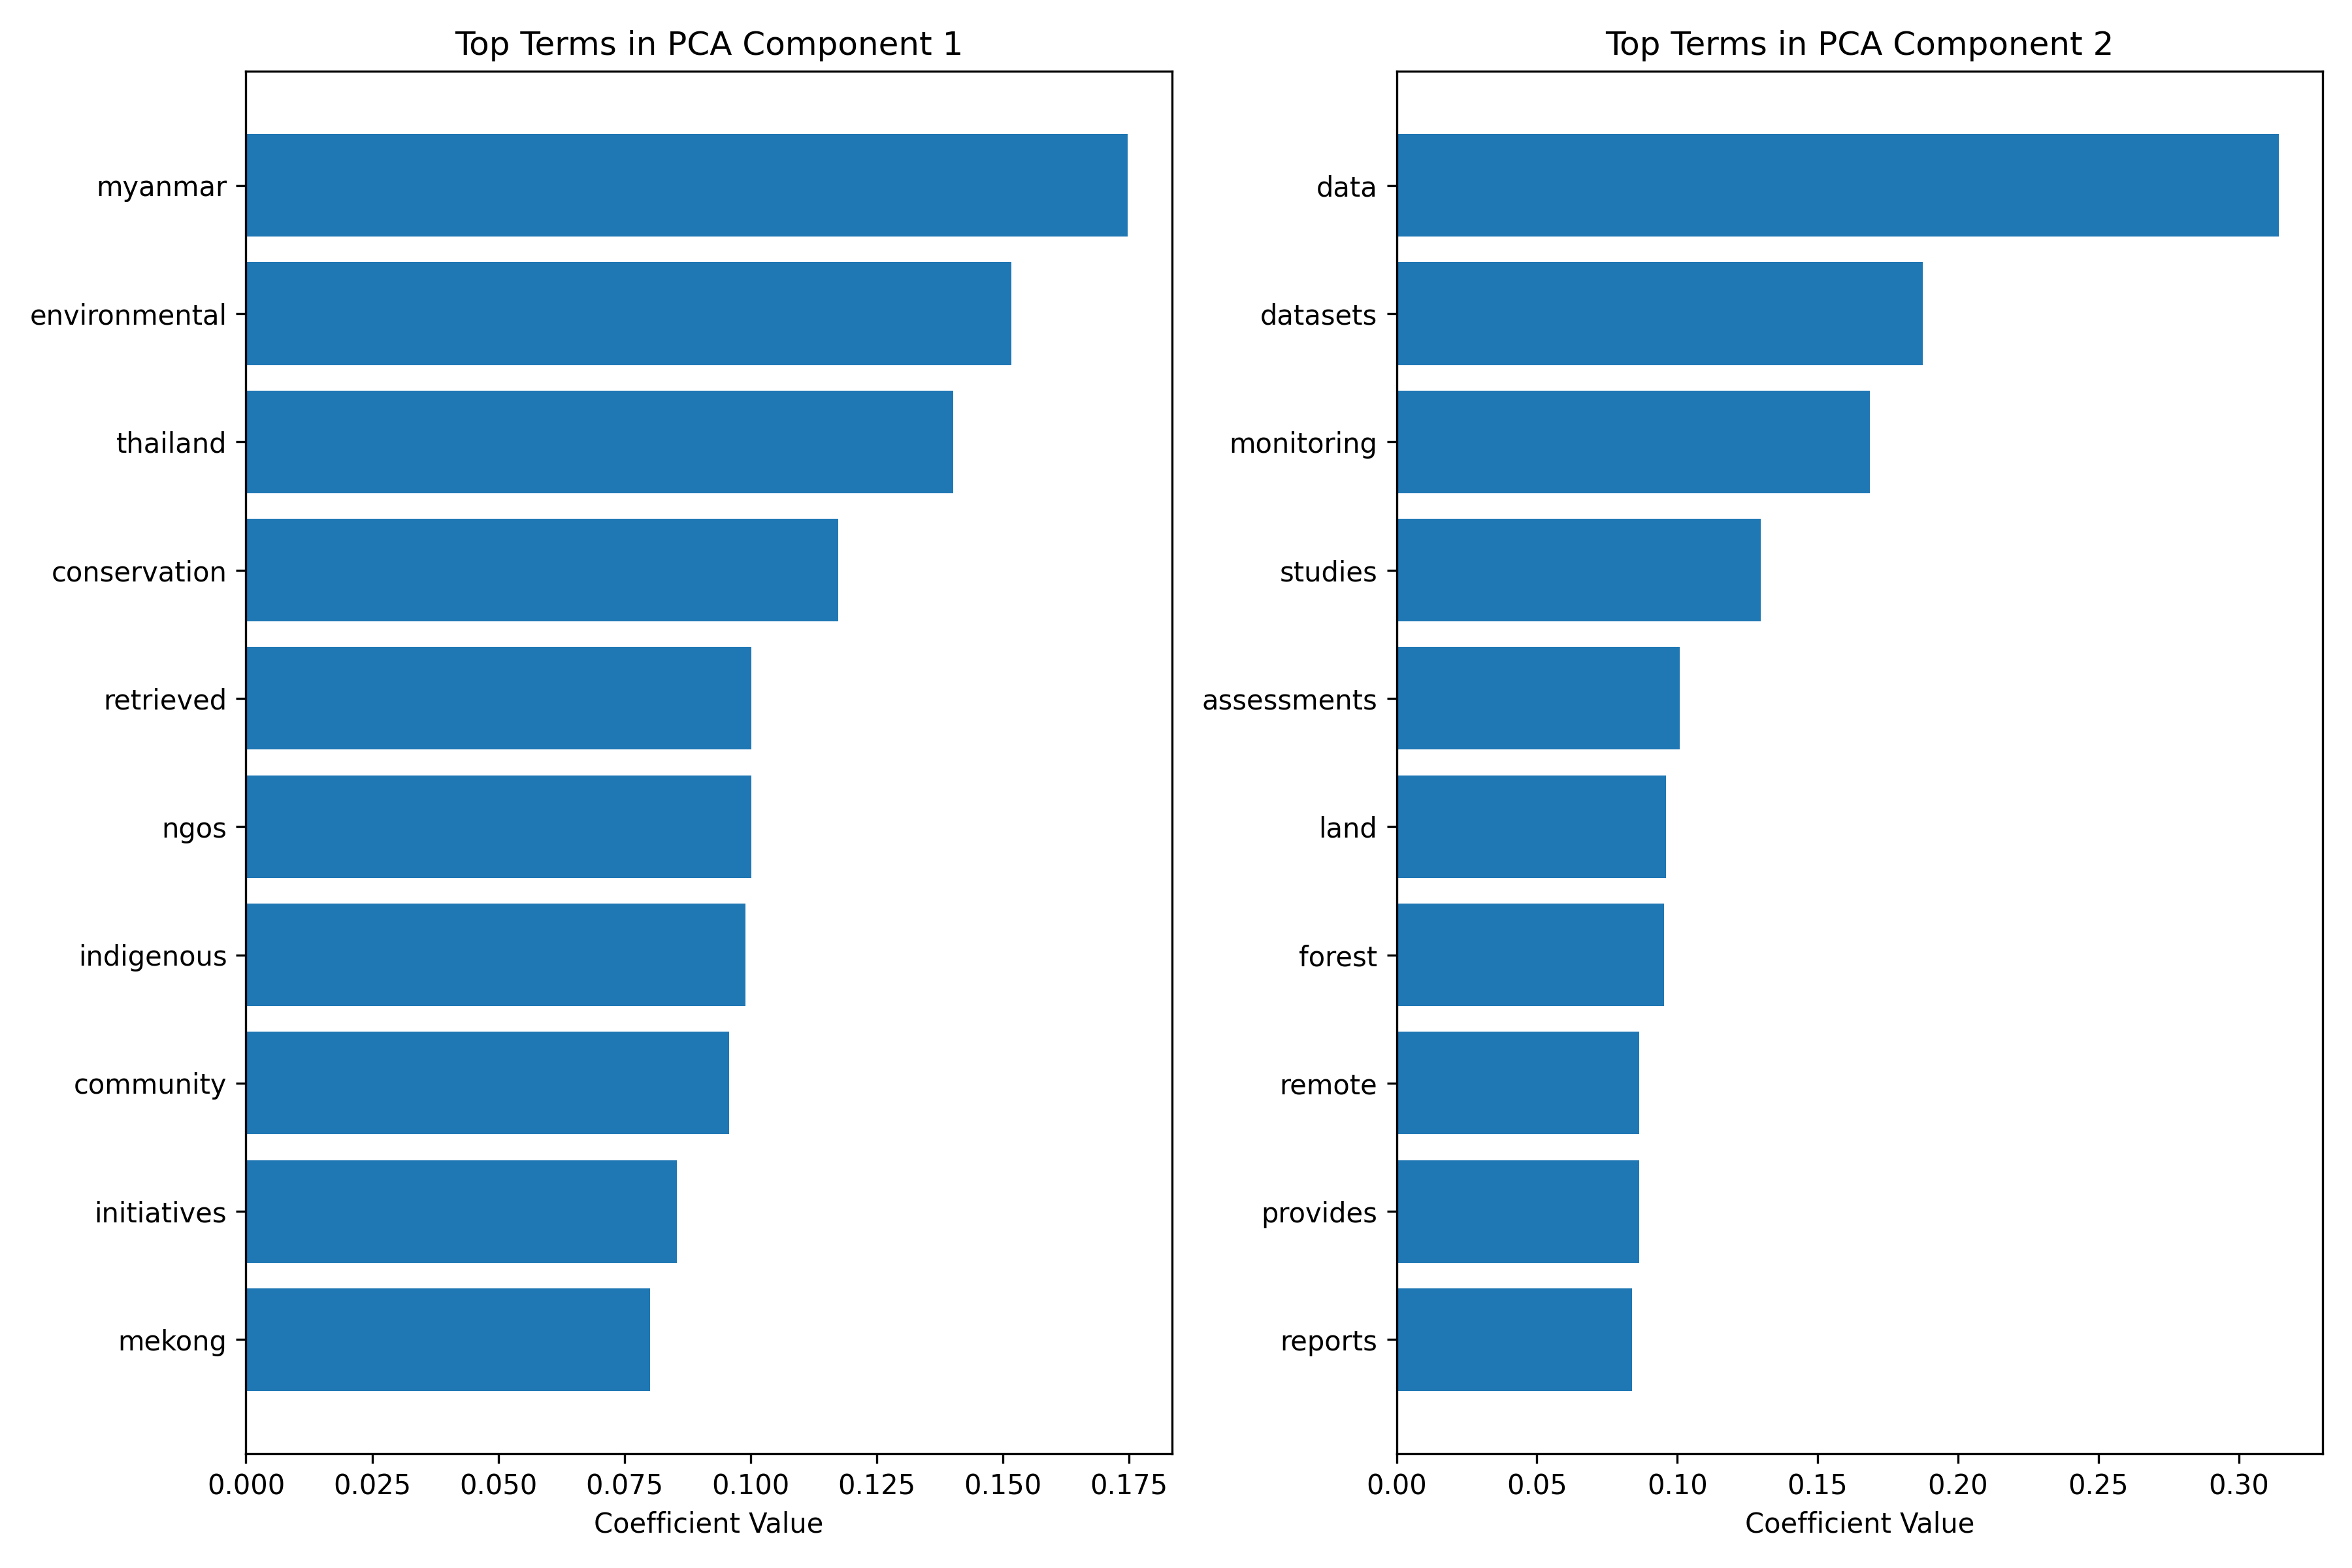 Top Terms in PCA Component 1
myanmar
environmental
thailand
conservation
retrieved
ngos
indigenous
community
initiatives
mekong
0.000 0.025 0.050 0.075 0.100 0.125 0.150 0.175
Coefficient Value
Top Terms in PCA Component 2
data
datasets
monitoring
studies
assessments
land
forest
remote
provides
reports
0.00 0.05 0.10 0.15 0.20 0.25 0.30
Coefficient Value